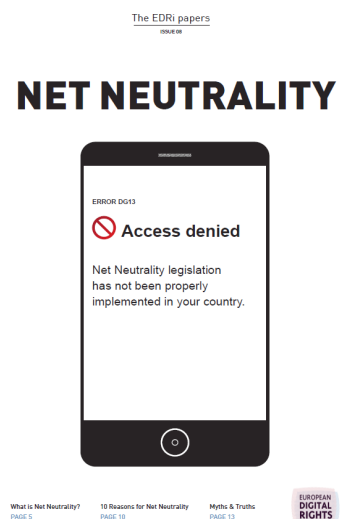 The EDRi papers
ISSUE 08
NET NEUTRALITY
ERROR DG13
Access denied
Net Neutrality legislation
has not been properly
implemented in your country.
What is Net Neutrality? 10 Reasons for Net Neutrality Myths & Truths
PAGE 5 PAGE 10 PAGE 13
EUROPEAN
DIGITAL
RIGHTS